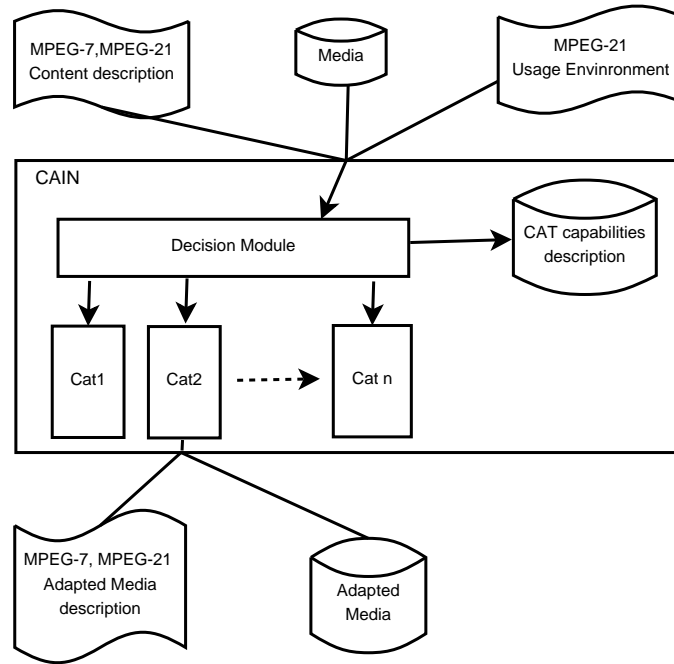 MPEG-7,MPEG-21
Content description
Media
MPEG-21
Usage Envinronment
CAIN
Decision Module
CAT capabilities
description
Cat1
Cat2
Cat n
MPEG-7, MPEG-21
Adapted Media
description
Adapted
Media